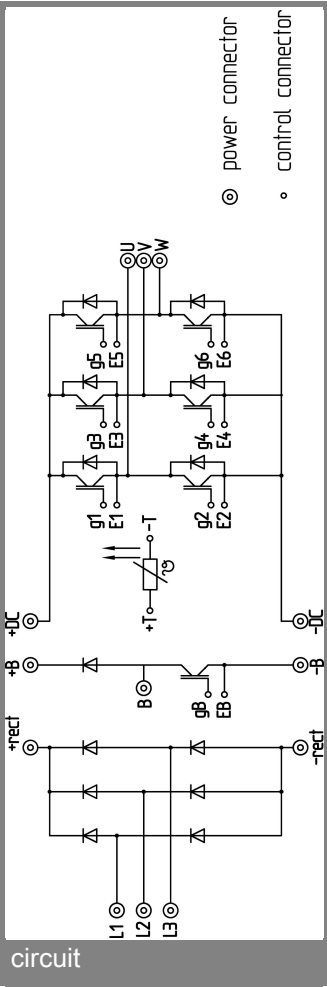 ◎ power connector
∘ control connector
U
V
W
g5
E5
g6
E6
g3
E3
g4
E4
g1
E1
g2
E2
+T
-T
ϑ
+DC
-DC
+B
B
gB
EB
-B
+rect
-rect
L1
L2
L3
circuit